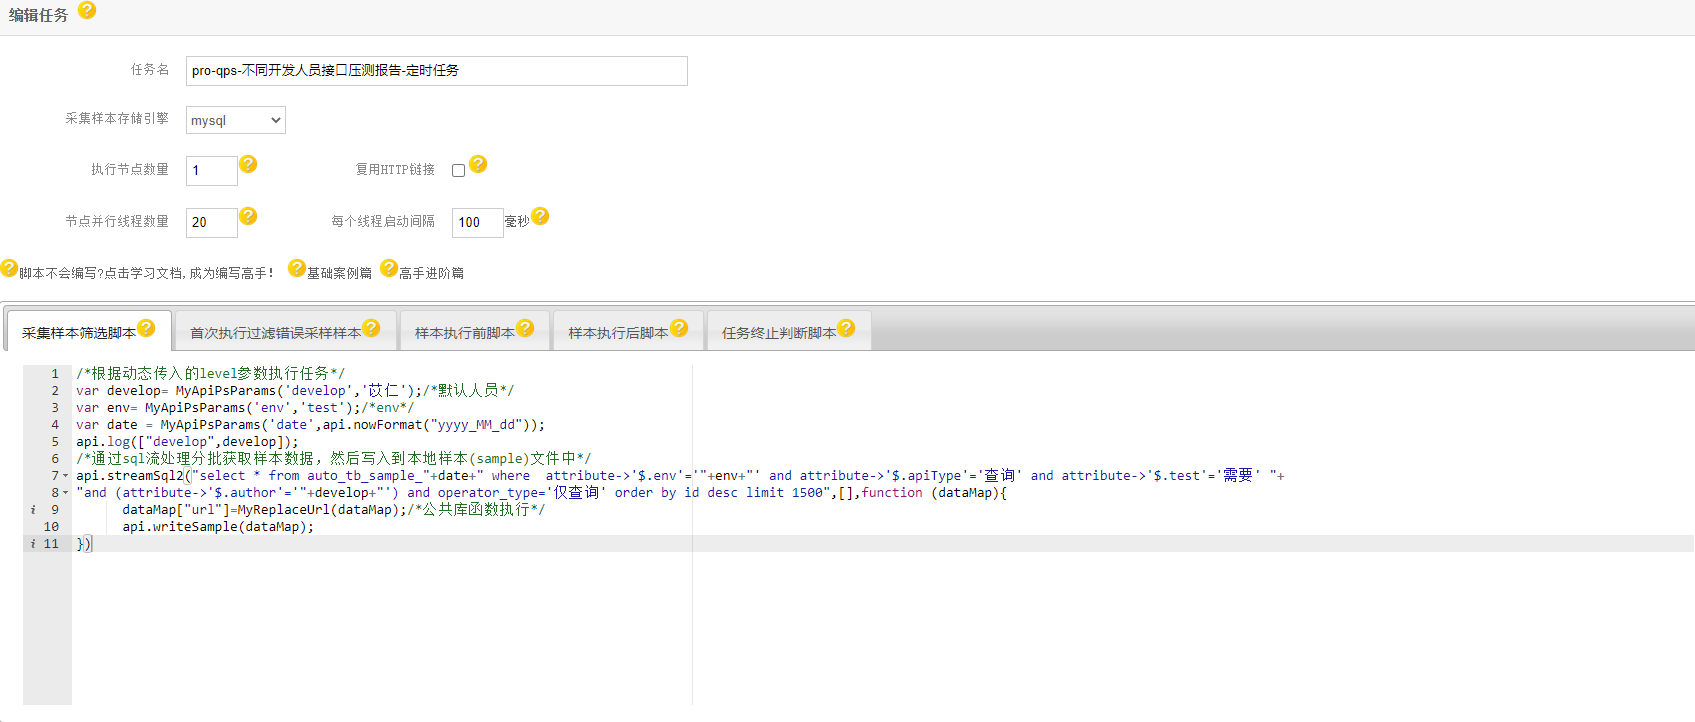 编辑任务
任务名 pro-qps-不同开发人员接口压测报告-定时任务
采集样本存储引擎 mysql
执行节点数量 1 复用HTTP链接
节点并行线程数量 20 每个线程启动间隔 100 毫秒
脚本不会编写?点击学习文档,成为编写高手! 基础案例篇 高手进阶篇
采集样本筛选脚本 首次执行过滤错误采样样本 样本执行前脚本 样本执行后脚本 任务终止判断脚本
1 /*根据动态传入的level参数执行任务*/
2 var develop= MyApiPsParams('develop','苡仁');/*默认人员*/
3 var env= MyApiPsParams('env','test');/*env*/
4 var date = MyApiPsParams('date',api.nowFormat("yyyy_MM_dd"));
5 api.log(["develop",develop]);
6 /*通过sql流处理分批获取样本数据，然后写入到本地样本(sample)文件中*/
7 api.streamSql2("select * from auto_tb_sample_"+date+" where  attribute->'$.env'='"+env+"' and attribute->'$.apiType'='查询' and attribute->'$.test'='需要' "+
8 "and (attribute->'$.author'='"+develop+"') and operator_type='仅查询' order by id desc limit 1500",[],function (dataMap){
i 9 dataMap["url"]=MyReplaceUrl(dataMap);/*公共库函数执行*/
10 api.writeSample(dataMap);
i 11 })